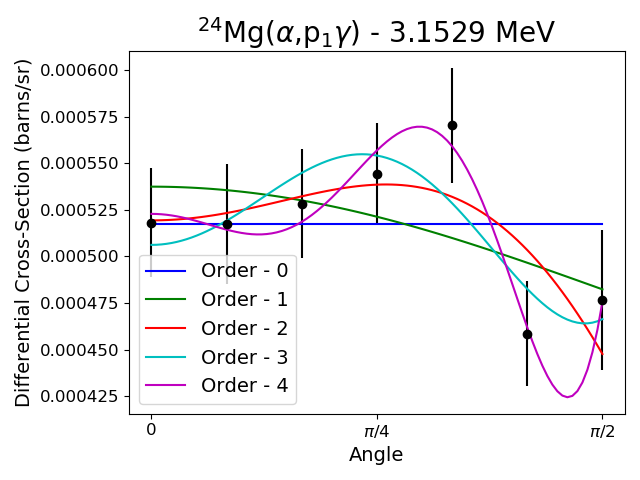 ²⁴Mg(α,p₁γ) - 3.1529 MeV
Differential Cross-Section (barns/sr)
0.000600
0.000575
0.000550
0.000525
0.000500
0.000475
0.000450
0.000425
Order - 0
Order - 1
Order - 2
Order - 3
Order - 4
0
π/4
π/2
Angle